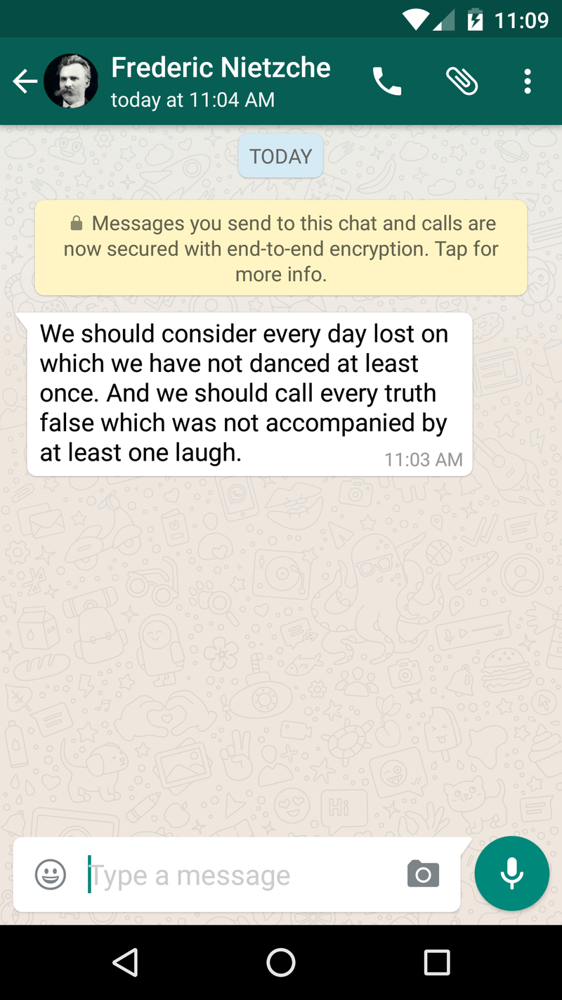 11:09
Frederic Nietzche
today at 11:04 AM
TODAY
Messages you send to this chat and calls are
now secured with end-to-end encryption. Tap for
more info.
We should consider every day lost on
which we have not danced at least
once. And we should call every truth
false which was not accompanied by
at least one laugh.
11:03 AM
Hi
Type a message